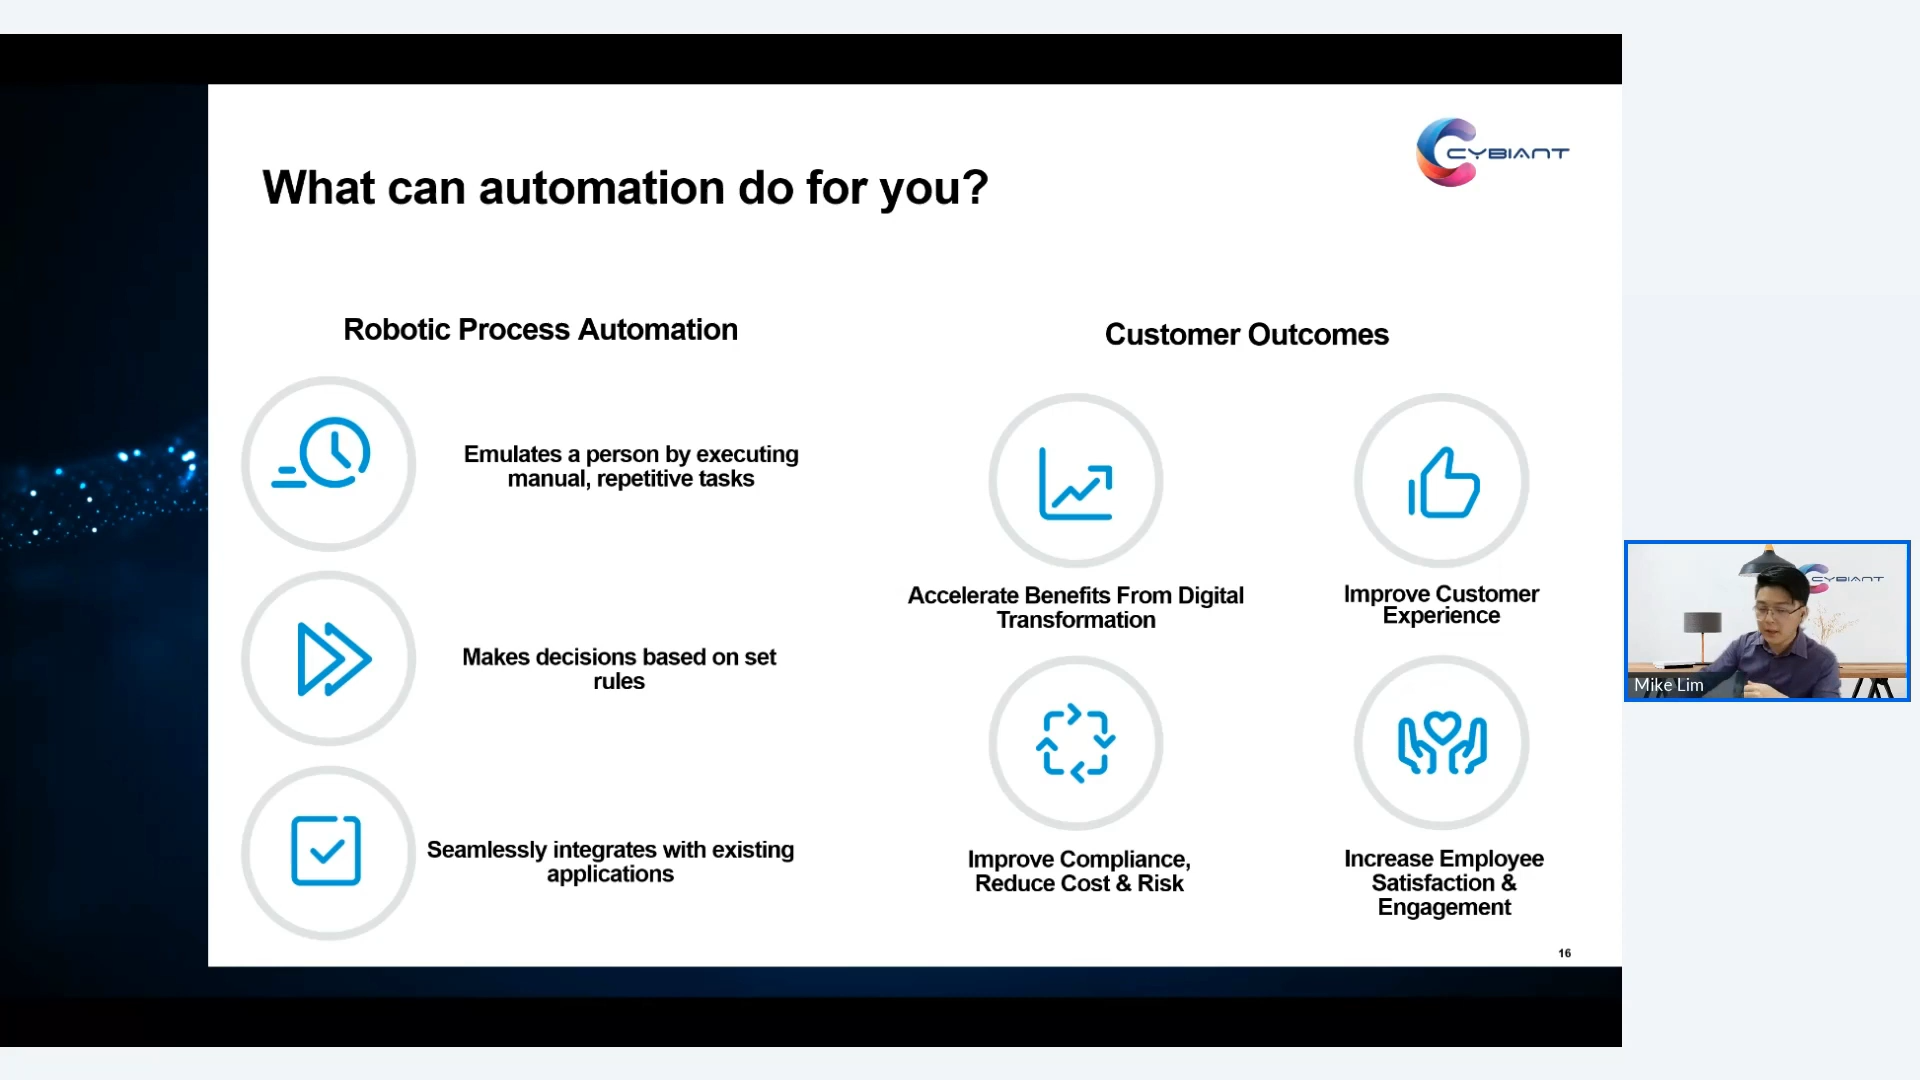 CYBIANT
What can automation do for you?
Robotic Process Automation
Emulates a person by executing
manual, repetitive tasks
Makes decisions based on set
rules
Seamlessly integrates with existing
applications
Customer Outcomes
Accelerate Benefits From Digital
Transformation
Improve Customer
Experience
Improve Compliance,
Reduce Cost & Risk
Increase Employee
Satisfaction &
Engagement
16
CYBIANT
Mike Lim